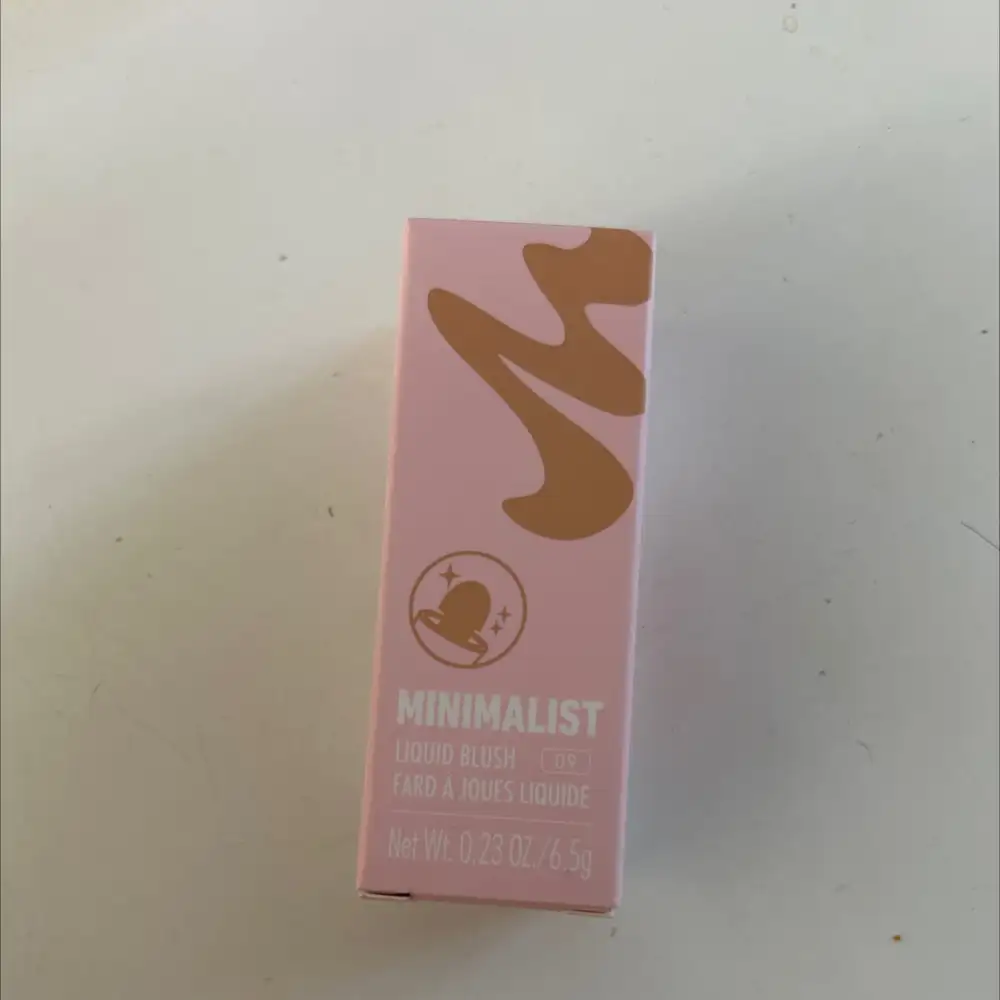 MINIMALIST
LIQUID BLUSH 09
FARD A JOUES LIQUIDE
Net Wt. 0.23 OZ./6.5g